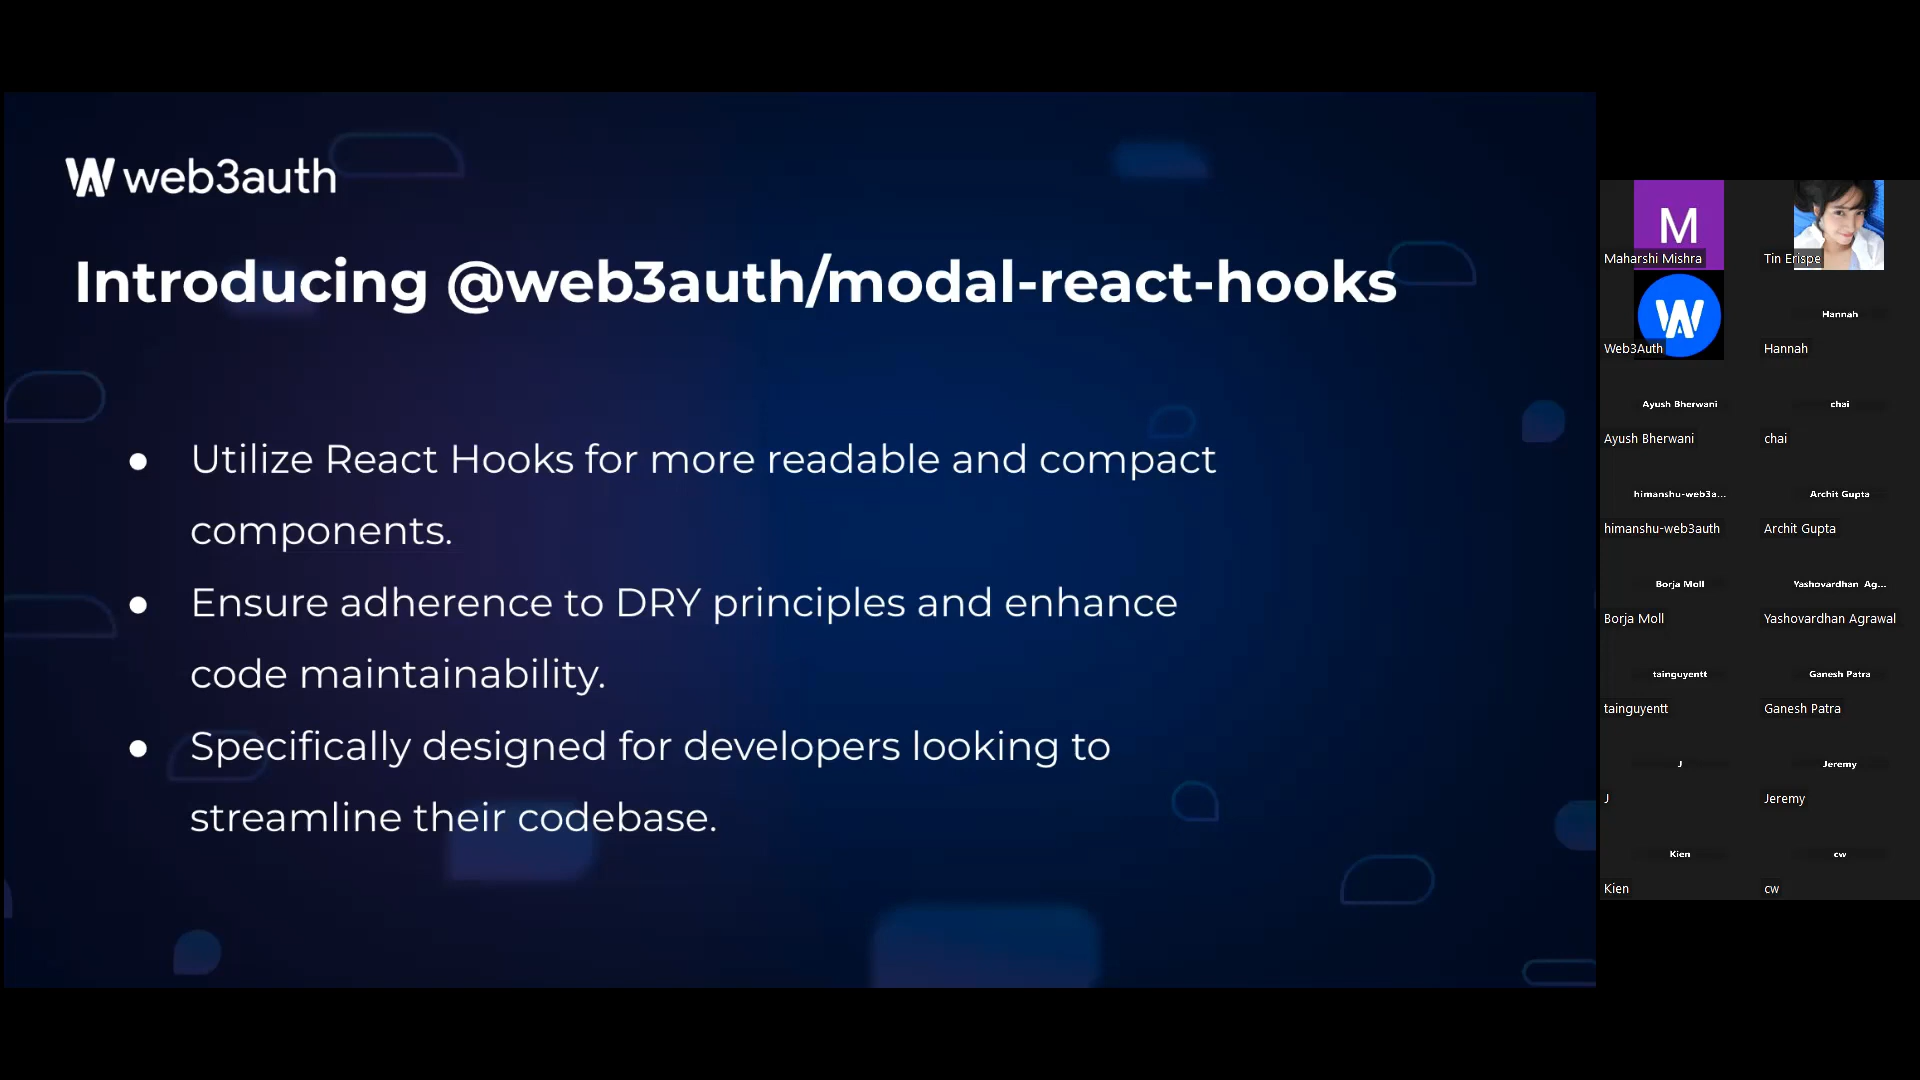 web3auth
Introducing @web3auth/modal-react-hooks
● Utilize React Hooks for more readable and compact
components.
● Ensure adherence to DRY principles and enhance
code maintainability.
● Specifically designed for developers looking to
streamline their codebase.
M
Maharshi Mishra
Tin Erispe
Web3Auth
Hannah
Hannah
Ayush Bherwani
Ayush Bherwani
chai
chai
himanshu-web3a...
himanshu-web3auth
Archit Gupta
Archit Gupta
Borja Moll
Borja Moll
Yashovardhan Ag...
Yashovardhan Agrawal
tainguyentt
tainguyentt
Ganesh Patra
Ganesh Patra
J
J
Jeremy
Jeremy
Kien
Kien
cw
cw